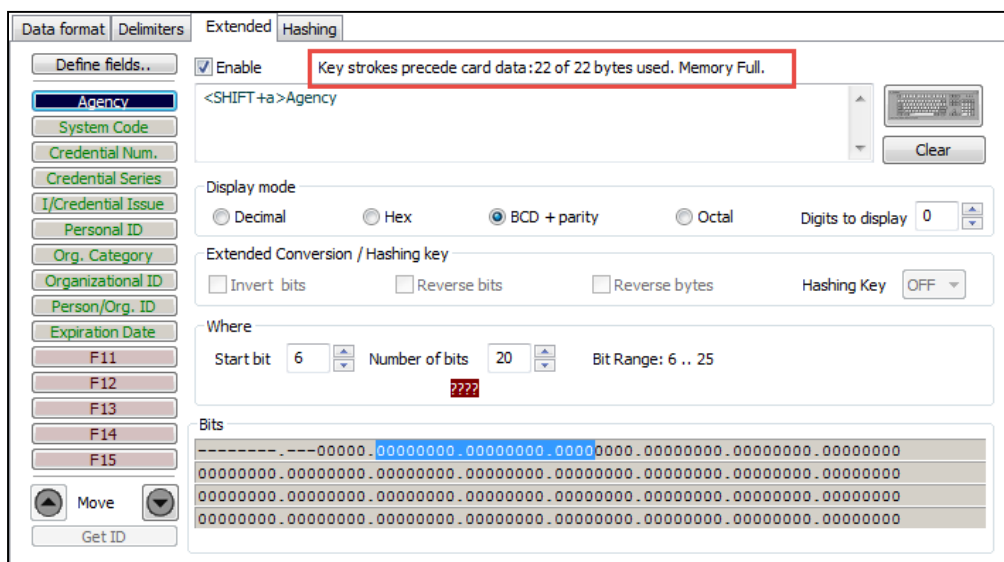 Data format Delimiters Extended Hashing
Define fields..
Enable Key strokes precede card data:22 of 22 bytes used. Memory Full.
Agency
System Code
Credential Num.
Credential Series
I/Credential Issue
Personal ID
Org. Category
Organizational ID
Person/Org. ID
Expiration Date
F11
F12
F13
F14
F15
Move
Get ID
<SHIFT+a>Agency
Clear
Display mode
Decimal Hex BCD + parity Octal Digits to display 0
Extended Conversion / Hashing key
Invert bits Reverse bits Reverse bytes Hashing Key OFF
Where
Start bit 6 Number of bits 20 Bit Range: 6 .. 25
????
Bits
--------.---00000.00000000.00000000.00000000.00000000.00000000.00000000
00000000.00000000.00000000.00000000.00000000.00000000.00000000.00000000
00000000.00000000.00000000.00000000.00000000.00000000.00000000.00000000
00000000.00000000.00000000.00000000.00000000.00000000.00000000.00000000